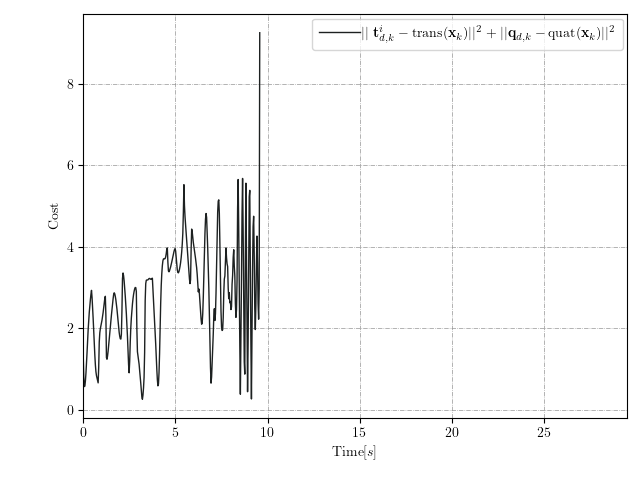 || t^i_{d,k} − trans(x_k)||² + ||q_{d,k} − quat(x_k)||²
8
6
4
2
0
Cost
0 5 10 15 20 25
Time[s]